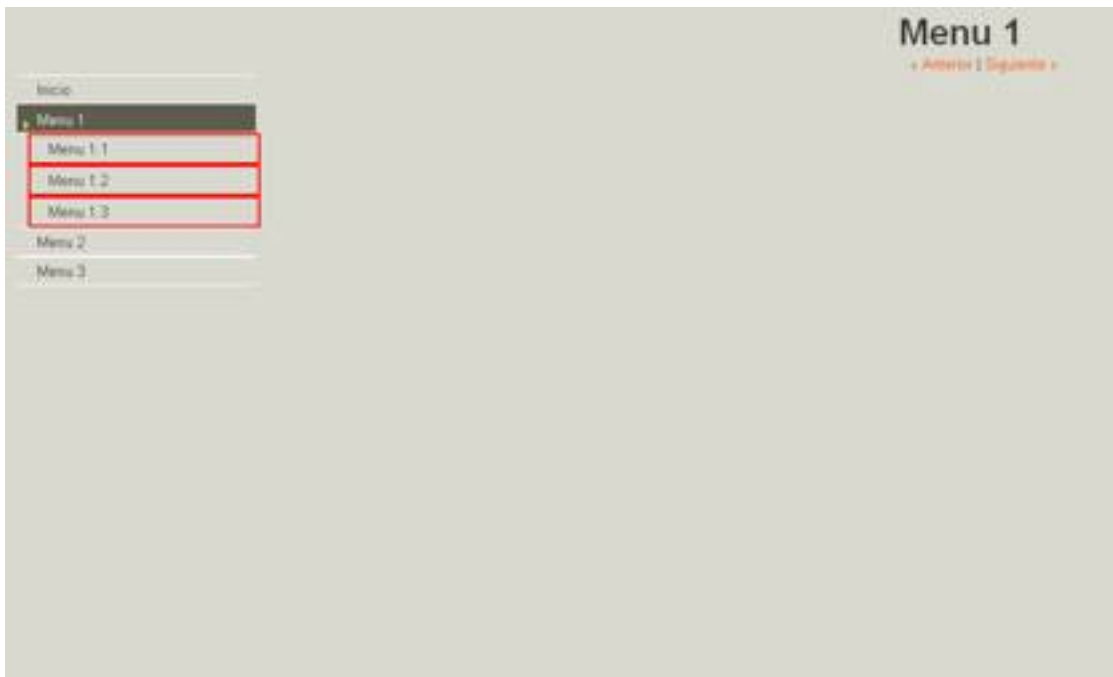 Menu 1
« Anterior | Siguiente »
Inicio
Menu 1
Menu 1.1
Menu 1.2
Menu 1.3
Menu 2
Menu 3